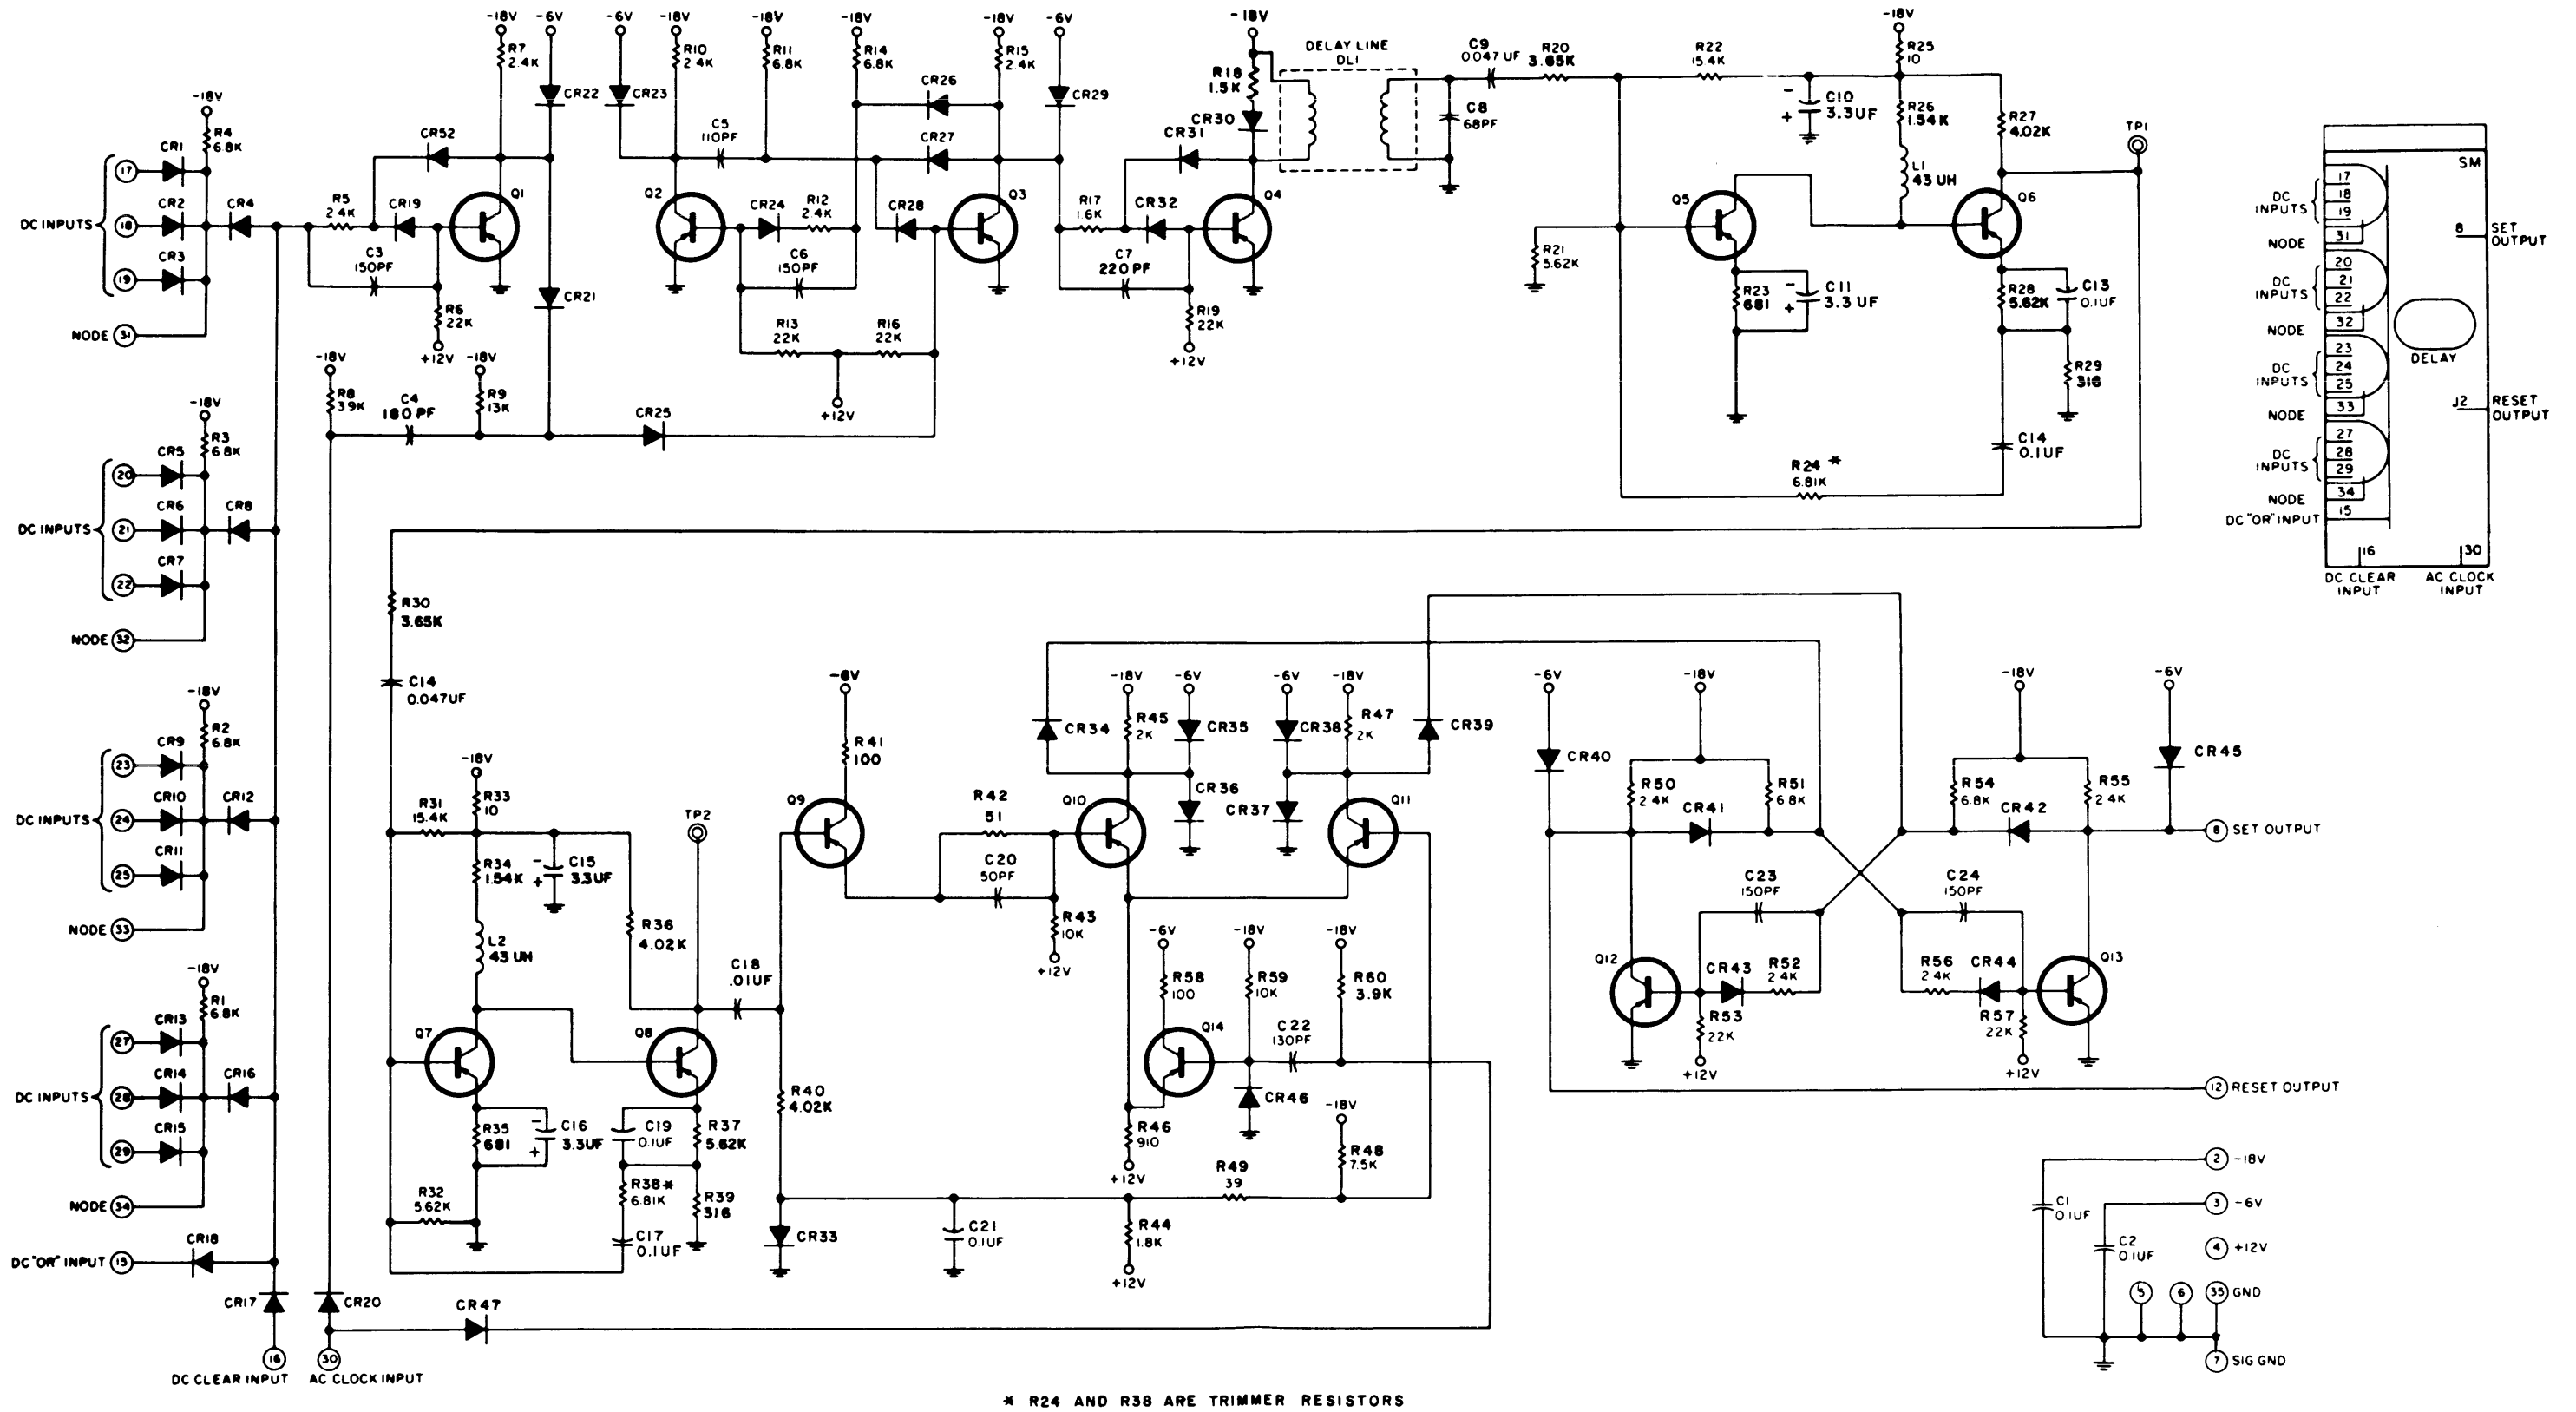 -18V
-6V
-6V
-18V
-18V
-18V
-18V
-6V
-18V
-18V
R7
2.4K
CR22
CR23
R10
2.4K
R11
6.8K
R14
6.8K
R15
2.4K
CR26
CR27
CR29
R18
1.5K
CR30
CR31
DELAY LINE
DL1
C9
0.047 UF
R20
3.65K
C8
68PF
R22
15.4K
R25
10
C10
3.3UF
-
+
R26
1.54K
R27
4.02K
L1
43 UH
TP1
-18V
R4
6.8K
CR1
CR2
CR3
CR4
17
18
19
DC INPUTS
NODE 31
CR52
R5
2.4K
CR19
C3
150PF
R6
22K
+12V
Q1
CR21
C5
110PF
Q2
CR24
R12
2.4K
C6
150PF
R13
22K
R16
22K
+12V
CR28
Q3
R17
1.6K
CR32
C7
220 PF
R19
22K
+12V
Q4
R21
5.62K
Q5
R23
681
-
+
C11
3.3 UF
Q6
R28
5.62K
C13
0.1UF
R29
316
C14
0.1UF
R24 *
6.81K
-18V
R8
39K
C4
180 PF
-18V
R9
13K
CR25
-18V
R3
6.8K
CR5
CR6
CR7
CR8
20
21
22
DC INPUTS
NODE 32
SM
17
18
19
DC
INPUTS
31
NODE
20
21
22
DC
INPUTS
32
NODE
23
24
25
DC
INPUTS
33
NODE
27
28
29
DC
INPUTS
34
NODE
15
DC "OR" INPUT
8
SET
OUTPUT
DELAY
J2
RESET
OUTPUT
16
30
DC CLEAR
INPUT
AC CLOCK
INPUT
R30
3.65K
C14
0.047UF
-18V
R2
6.8K
CR9
CR10
CR11
CR12
23
24
25
DC INPUTS
NODE 33
-18V
R33
10
R31
15.4K
R34
1.54K
-
+
C15
3.3UF
L2
43 UH
R36
4.02K
TP2
C18
.01UF
Q7
Q8
R35
681
-
+
C16
3.3UF
C19
0.1UF
R37
5.62K
R38*
6.81K
R39
316
R32
5.62K
C17
0.1UF
-6V
R41
100
Q9
R42
51
C20
50PF
R43
10K
+12V
R40
4.02K
CR33
C21
0.1UF
CR34
-18V
R45
2K
-6V
CR35
CR36
-6V
CR38
CR37
-18V
R47
2K
CR39
Q10
Q11
-6V
R58
100
-18V
R59
10K
-18V
R60
3.9K
Q14
C22
130PF
CR46
R46
910
+12V
-18V
R48
7.5K
R49
39
R44
1.8K
+12V
-6V
CR40
-18V
R50
2.4K
R51
6.8K
CR41
-18V
R54
6.8K
R55
2.4K
CR42
-6V
CR45
8 SET OUTPUT
C23
150PF
C24
150PF
Q12
CR43
R52
2.4K
R53
22K
+12V
R56
2.4K
CR44
R57
22K
+12V
Q13
12 RESET OUTPUT
-18V
R1
6.8K
CR13
CR14
CR15
CR16
27
28
29
DC INPUTS
NODE 34
CR18
DC "OR" INPUT 15
CR17
CR20
CR47
16
30
DC CLEAR INPUT
AC CLOCK INPUT
2 -18V
3 -6V
4 +12V
C1
0.1UF
C2
0.1UF
5
6
35 GND
7 SIG GND
* R24 AND R38 ARE TRIMMER RESISTORS